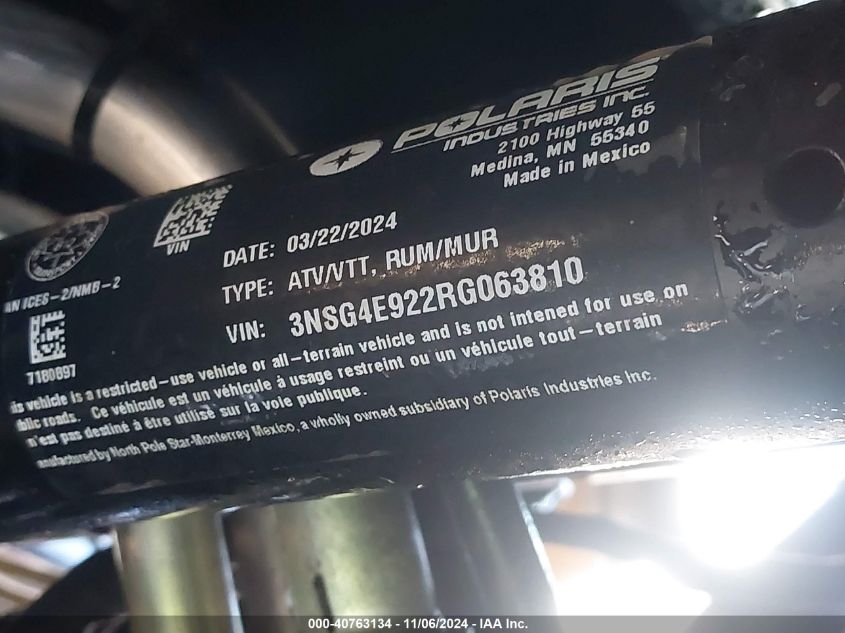 POLARIS
INDUSTRIES INC.
2100 Highway 55
Medina, MN 55340
Made in Mexico
VIN
DATE: 03/22/2024
TYPE: ATV/VTT, RUM/MUR
VIN: 3NSG4E922RG063810
AN ICES-2/NMB-2
7180897
is vehicle is a restricted-use vehicle or all-terrain vehicle and is not intened for use on
blic roads. Ce véhicule est un véhicule à usage restreint ou un véhicule tout-terrain
n'est pas destiné à être utilisé sur la voie publique.
anufactured by North Pole Star-Monterrey Mexico, a wholly owned subsidiary of Polaris Industries Inc.
000-40763134 - 11/06/2024 - IAA Inc.